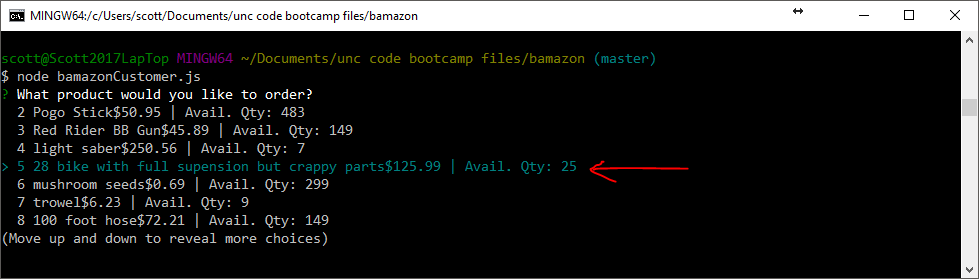 MINGW64:/c/Users/scott/Documents/unc code bootcamp files/bamazon
scott@Scott2017LapTop MINGW64 ~/Documents/unc code bootcamp files/bamazon (master)
$ node bamazonCustomer.js
? What product would you like to order?
2 Pogo Stick$50.95 | Avail. Qty: 483
3 Red Rider BB Gun$45.89 | Avail. Qty: 149
4 light saber$250.56 | Avail. Qty: 7
> 5 28 bike with full supension but crappy parts$125.99 | Avail. Qty: 25
6 mushroom seeds$0.69 | Avail. Qty: 299
7 trowel$6.23 | Avail. Qty: 9
8 100 foot hose$72.21 | Avail. Qty: 149
(Move up and down to reveal more choices)